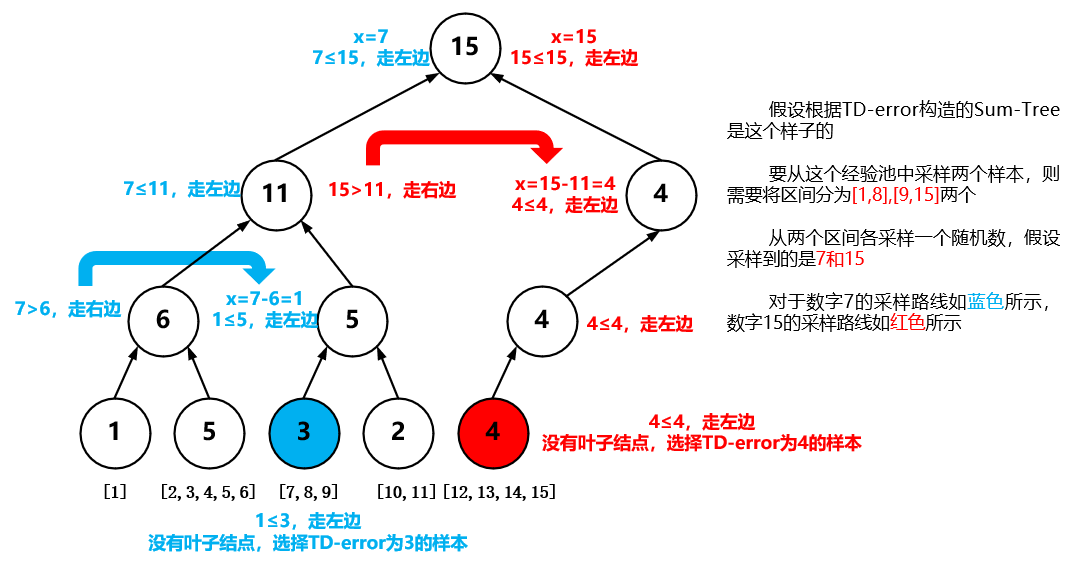 x=7
7≤15，走左边
15
x=15
15≤15，走左边
假设根据TD-error构造的Sum-Tree
是这个样子的
要从这个经验池中采样两个样本，则
需要将区间分为[1,8],[9,15]两个
从两个区间各采样一个随机数，假设
采样到的是7和15
对于数字7的采样路线如蓝色所示，
数字15的采样路线如红色所示
7≤11，走左边
11
15>11，走右边
x=15-11=4
4≤4，走左边
4
7>6，走右边
6
x=7-6=1
1≤5，走左边
5
4
4≤4，走左边
1
5
3
2
4
4≤4，走左边
没有叶子结点，选择TD-error为4的样本
[1]
[2, 3, 4, 5, 6]
[7, 8, 9]
[10, 11]
[12, 13, 14, 15]
1≤3，走左边
没有叶子结点，选择TD-error为3的样本